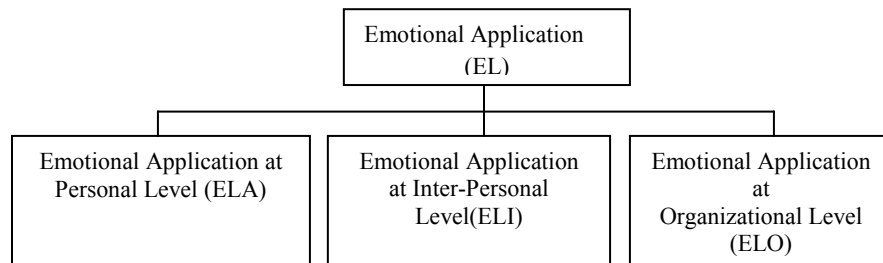 Emotional Application
(EL)
Emotional Application at
Personal Level (ELA)
Emotional Application
at Inter-Personal
Level(ELI)
Emotional Application
at
Organizational Level
(ELO)